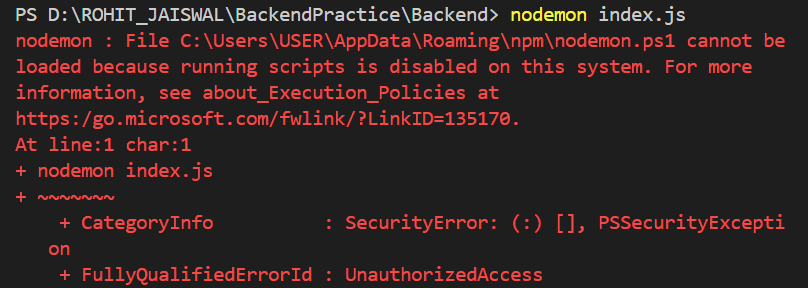 PS D:\ROHIT_JAISWAL\BackendPractice\Backend> nodemon index.js
nodemon : File C:\Users\USER\AppData\Roaming\npm\nodemon.ps1 cannot be
loaded because running scripts is disabled on this system. For more
information, see about_Execution_Policies at
https:/go.microsoft.com/fwlink/?LinkID=135170.
At line:1 char:1
+ nodemon index.js
+ ~~~~~~~
    + CategoryInfo          : SecurityError: (:) [], PSSecurityExcepti
   on
    + FullyQualifiedErrorId : UnauthorizedAccess